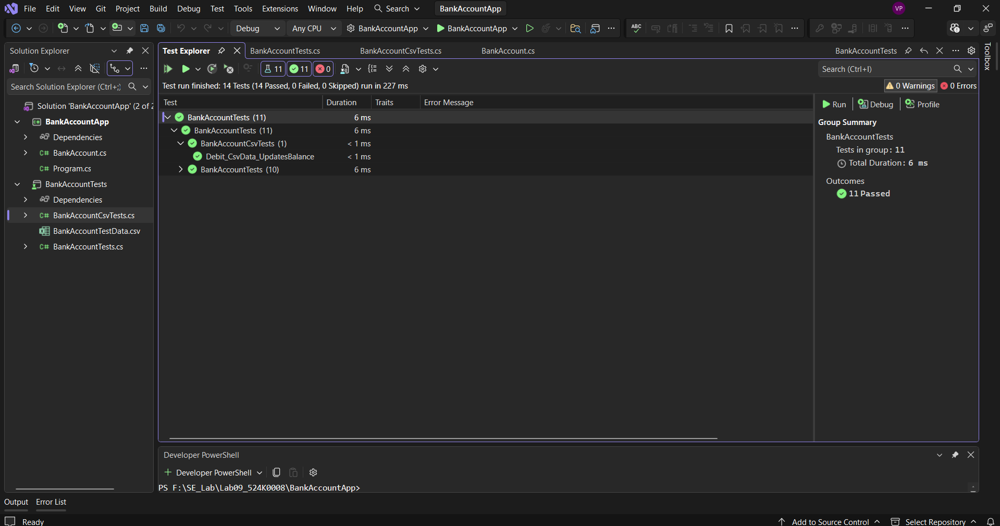 File Edit View Git Project Build Debug Test Tools Extensions Window Help Search BankAccountApp VP
Debug Any CPU BankAccountApp BankAccountApp ABC
Solution Explorer
Search Solution Explorer (Ctrl+;)
Solution 'BankAccountApp' (2 of 2
C# BankAccountApp
Dependencies
C# BankAccount.cs
C# Program.cs
BankAccountTests
Dependencies
C# BankAccountCsvTests.cs
BankAccountTestData.csv
C# BankAccountTests.cs
Test Explorer BankAccountTests.cs BankAccountCsvTests.cs BankAccount.cs BankAccountTests
11 11 0 Search (Ctrl+I)
Test run finished: 14 Tests (14 Passed, 0 Failed, 0 Skipped) run in 227 ms 0 Warnings 0 Errors
Test Duration Traits Error Message
BankAccountTests (11) 6 ms
BankAccountTests (11) 6 ms
BankAccountCsvTests (1) < 1 ms
Debit_CsvData_UpdatesBalance < 1 ms
BankAccountTests (10) 6 ms
Run Debug Profile
Group Summary
BankAccountTests
Tests in group: 11
Total Duration: 6 ms
Outcomes
11 Passed
Toolbox
Developer PowerShell
Developer PowerShell
PS F:\SE_Lab\Lab09_524K0008\BankAccountApp>
Output Error List
Ready Add to Source Control Select Repository